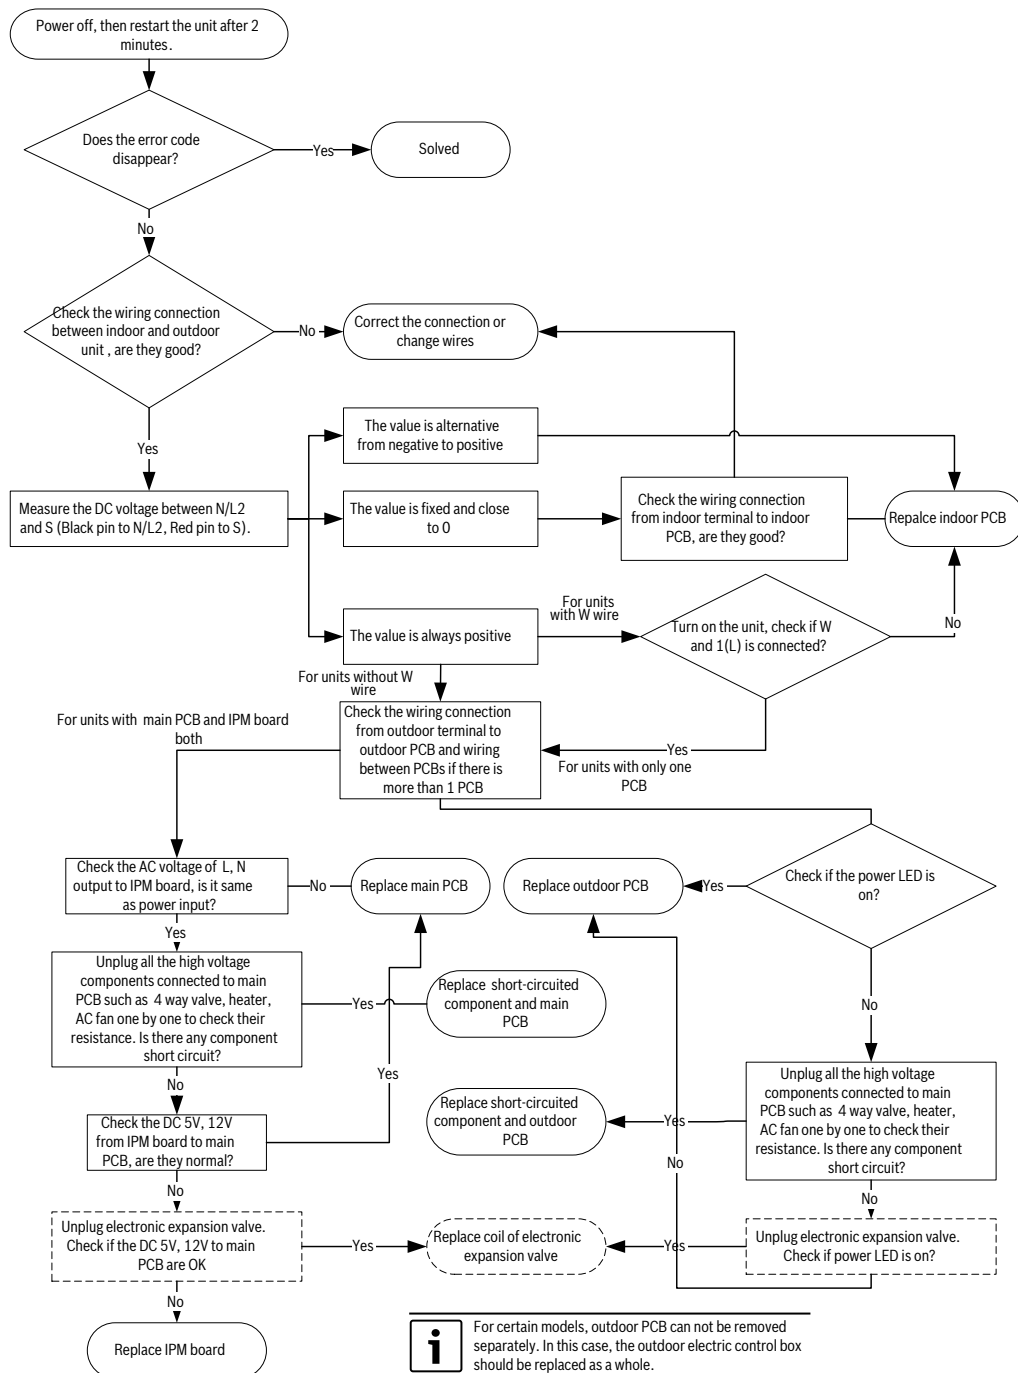 Power off, then restart the unit after 2
minutes.
Does the error code
disappear?
Yes
Solved
No
Check the wiring connection
between indoor and outdoor
unit , are they good?
No
Correct the connection or
change wires
Yes
The value is alternative
from negative to positive
Measure the DC voltage between N/L2
and S (Black pin to N/L2, Red pin to S).
The value is fixed and close
to 0
Check the wiring connection
from indoor terminal to indoor
PCB, are they good?
Repalce indoor PCB
The value is always positive
For units
with W wire
Turn on the unit, check if W
and 1(L) is connected?
No
For units without W
wire
Check the wiring connection
from outdoor terminal to
outdoor PCB and wiring
between PCBs if there is
more than 1 PCB
For units with main PCB and IPM board
both
Yes
For units with only one
PCB
Check the AC voltage of L, N
output to IPM board, is it same
as power input?
No
Replace main PCB
Replace outdoor PCB
Yes
Check if the power LED is
on?
Yes
Unplug all the high voltage
components connected to main
PCB such as 4 way valve, heater,
AC fan one by one to check their
resistance. Is there any component
short circuit?
Yes
Replace short-circuited
component and main
PCB
No
No
Yes
Check the DC 5V, 12V
from IPM board to main
PCB, are they normal?
Replace short-circuited
component and outdoor
PCB
Yes
Unplug all the high voltage
components connected to main
PCB such as 4 way valve, heater,
AC fan one by one to check their
resistance. Is there any component
short circuit?
No
No
No
Unplug electronic expansion valve.
Check if the DC 5V, 12V to main
PCB are OK
Yes
Replace coil of electronic
expansion valve
Yes
Unplug electronic expansion valve.
Check if power LED is on?
No
Replace IPM board
i
For certain models, outdoor PCB can not be removed
separately. In this case, the outdoor electric control box
should be replaced as a whole.